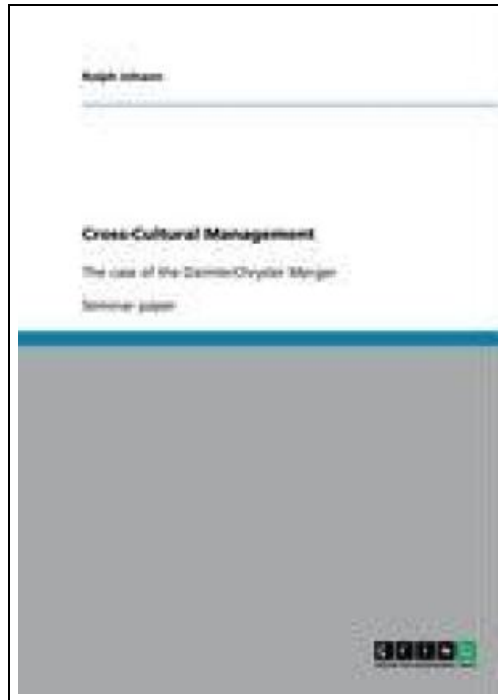 Ralph Johann
Cross-Cultural Management
The case of the DaimlerChrysler Merger
Seminar paper
GRIN